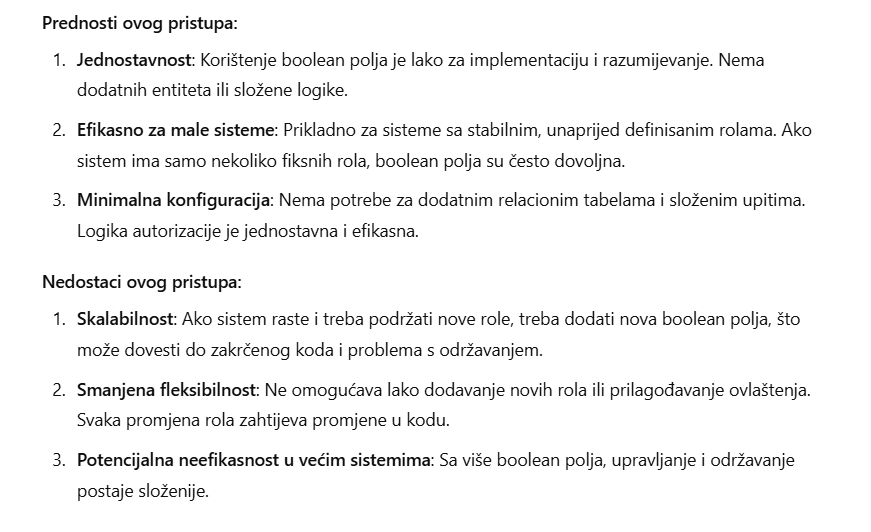 Prednosti ovog pristupa:
1. Jednostavnost: Korištenje boolean polja je lako za implementaciju i razumijevanje. Nema
dodatnih entiteta ili složene logike.
2. Efikasno za male sisteme: Prikladno za sisteme sa stabilnim, unaprijed definisanim rolama. Ako
sistem ima samo nekoliko fiksnih rola, boolean polja su često dovoljna.
3. Minimalna konfiguracija: Nema potrebe za dodatnim relacionim tabelama i složenim upitima.
Logika autorizacije je jednostavna i efikasna.
Nedostaci ovog pristupa:
1. Skalabilnost: Ako sistem raste i treba podržati nove role, treba dodati nova boolean polja, što
može dovesti do zakrčenog koda i problema s održavanjem.
2. Smanjena fleksibilnost: Ne omogućava lako dodavanje novih rola ili prilagođavanje ovlaštenja.
Svaka promjena rola zahtijeva promjene u kodu.
3. Potencijalna neefikasnost u većim sistemima: Sa više boolean polja, upravljanje i održavanje
postaje složenije.